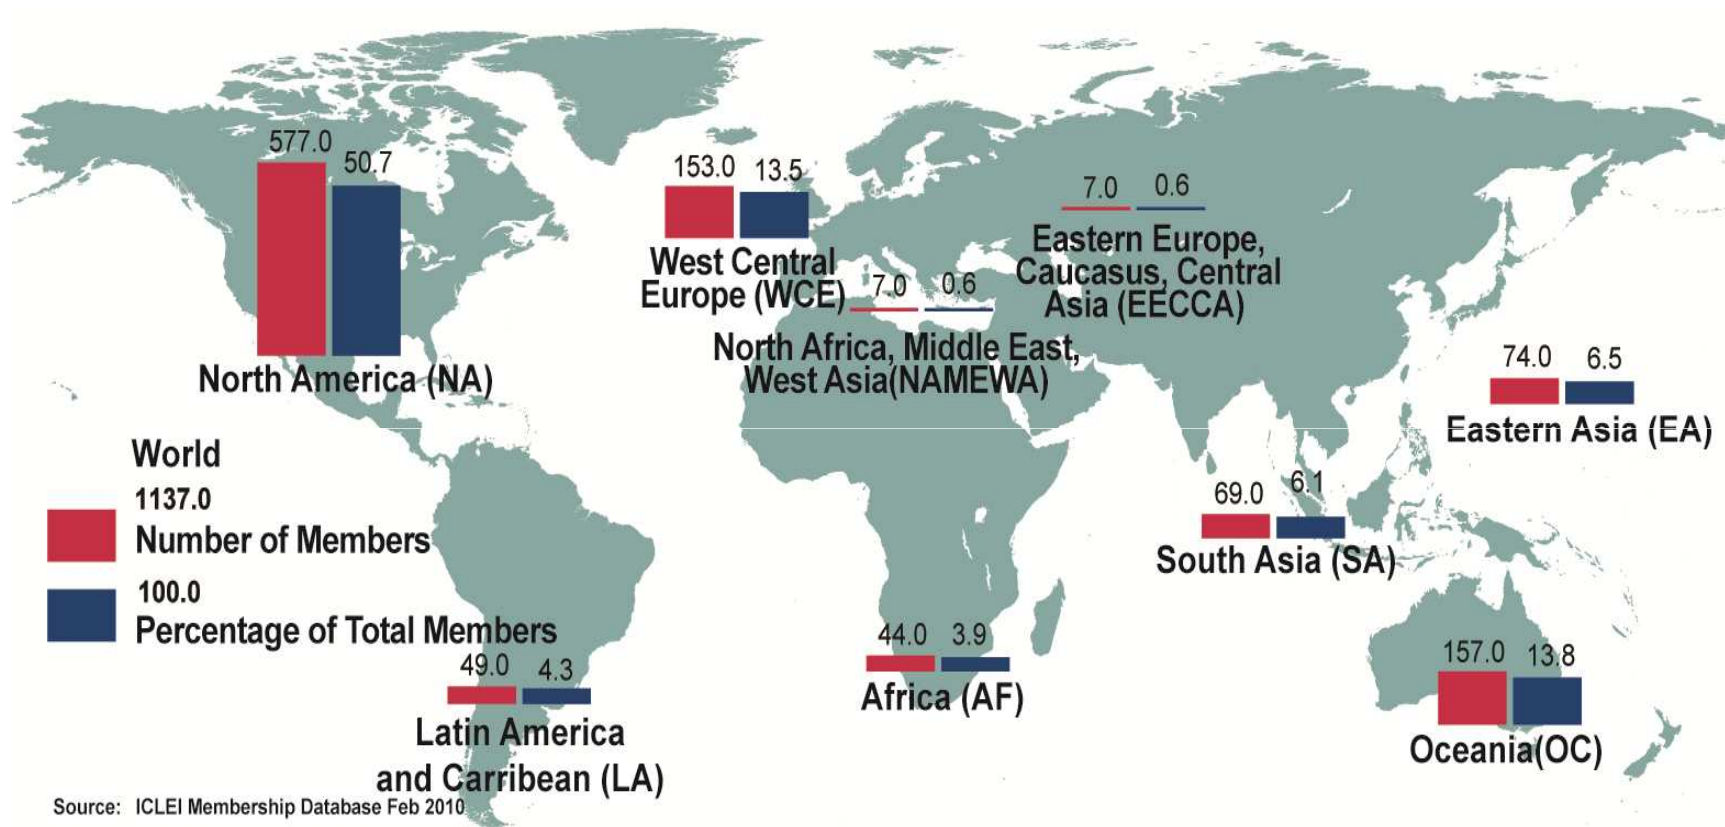 577.0
50.7
North America (NA)
153.0
13.5
West Central
Europe (WCE)
7.0
0.6
Eastern Europe,
Caucasus, Central
Asia (EECCA)
7.0
0.6
North Africa, Middle East,
West Asia(NAMEWA)
74.0
6.5
Eastern Asia (EA)
World
1137.0
Number of Members
100.0
Percentage of Total Members
69.0
6.1
South Asia (SA)
49.0
4.3
Latin America
and Carribean (LA)
44.0
3.9
Africa (AF)
157.0
13.8
Oceania(OC)
Source: ICLEI Membership Database Feb 2010